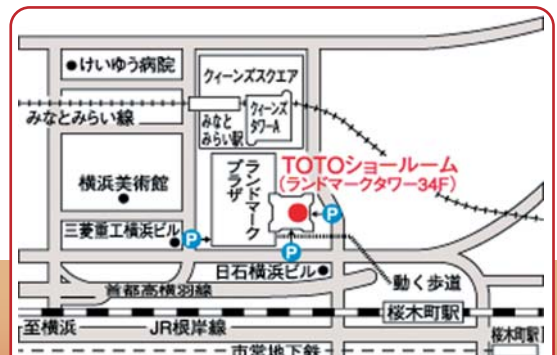 けいゆう病院
クィーンズスクエア
クィーンズ
タワーA
みなとみらい線
みなと
みらい駅
TOTOショールーム
(ランドマークタワー34F)
ランドマーク
プラザ
横浜美術館
三菱重工横浜ビル
P
P
P
日石横浜ビル
動く歩道
首都高横羽線
桜木町駅
至横浜
JR根岸線
桜木町駅
市営地下鉄